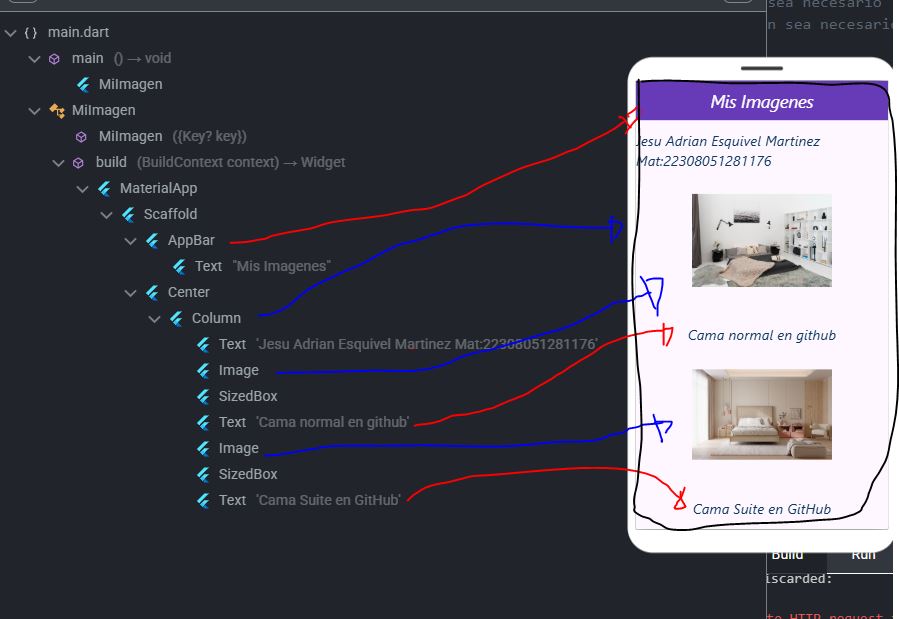 sea necesario
n sea necesari
{} main.dart
main () → void
MiImagen
MiImagen
MiImagen ({Key? key})
build (BuildContext context) → Widget
MaterialApp
Scaffold
AppBar
Text "Mis Imagenes"
Center
Column
Text 'Jesu Adrian Esquivel Martinez Mat:22308051281176'
Image
SizedBox
Text 'Cama normal en github'
Image
SizedBox
Text 'Cama Suite en GitHub'
Mis Imagenes
Jesu Adrian Esquivel Martinez
Mat:22308051281176
Cama normal en github
Cama Suite en GitHub
Build Run
iscarded:
to HTTP request